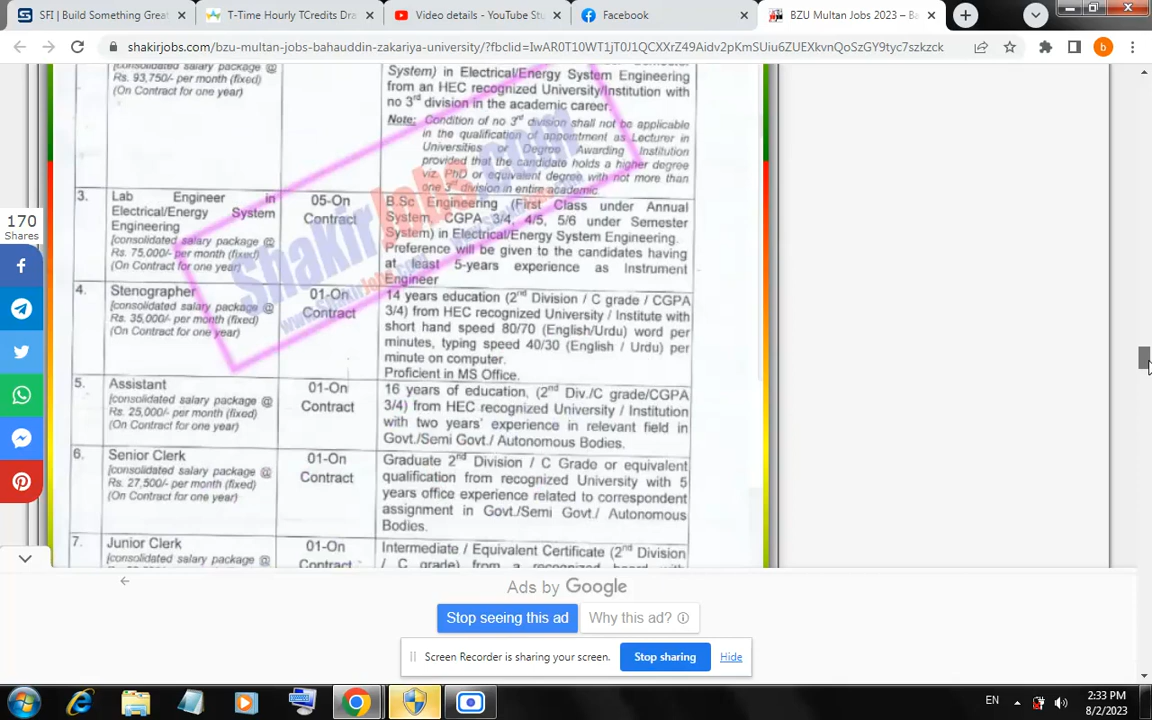 SFI | Build Something Great
T-Time Hourly TCredits Dra
Video details - YouTube St
Facebook
BZU Multan Jobs 2023 – Ba
shakirjobs.com/bzu-multan-jobs-bahauddin-zakariya-university/?fbclid=IwAR0T10WT1jT0J1QCXXrZ49Aidv2pKmSUiu6ZUEXkvnQoSzGY9tyc7szkzck
b
[consolidated salary package @
Rs. 93,750/- per month (fixed)
(On Contract for one year)
System) in Electrical/Energy System Engineering
from an HEC recognized University/Institution with
no 3rd division in the academic career.
Note: Condition of no 3rd division shall not be applicable
in the qualification of appointment as Lecturer in
Universities or Degree Awarding Institution
provided that the candidate holds a higher degree
viz. PhD or equivalent degree with not more than
one 3rd division in entire academic.
3.
Lab Engineer in
Electrical/Energy System
Engineering
[consolidated salary package @
Rs. 75,000/- per month (fixed)
(On Contract for one year)
05-On
Contract
B.Sc Engineering (First Class under Annual
System, CGPA 3/4, 4/5, 5/6 under Semester
System) in Electrical/Energy System Engineering.
Preference will be given to the candidates having
at least 5-years experience as Instrument
Engineer
4.
Stenographer
[consolidated salary package @
Rs. 35,000/- per month (fixed)
(On Contract for one year)
01-On
Contract
14 years education (2nd Division / C grade / CGPA
3/4) from HEC recognized University / Institute with
short hand speed 80/70 (English/Urdu) word per
minutes, typing speed 40/30 (English / Urdu) per
minute on computer.
Proficient in MS Office.
5.
Assistant
[consolidated salary package @
Rs. 25,000/- per month (fixed)
(On Contract for one year)
01-On
Contract
16 years of education, (2nd Div./C grade/CGPA
3/4) from HEC recognized University / Institution
with two years' experience in relevant field in
Govt./Semi Govt./ Autonomous Bodies.
6.
Senior Clerk
[consolidated salary package @
Rs. 27,500/- per month (fixed)
(On Contract for one year)
01-On
Contract
Graduate 2nd Division / C Grade or equivalent
qualification from recognized University with 5
years office experience related to correspondent
assignment in Govt./Semi Govt./ Autonomous
Bodies.
7.
Junior Clerk
[consolidated salary package @
01-On
Contract
Intermediate / Equivalent Certificate (2nd Division
/ C grade) from a recognized board with
ShakirJobs.com
170
Shares
Ads by Google
Stop seeing this ad
Why this ad?
Screen Recorder is sharing your screen.
Stop sharing
Hide
EN
2:33 PM
8/2/2023